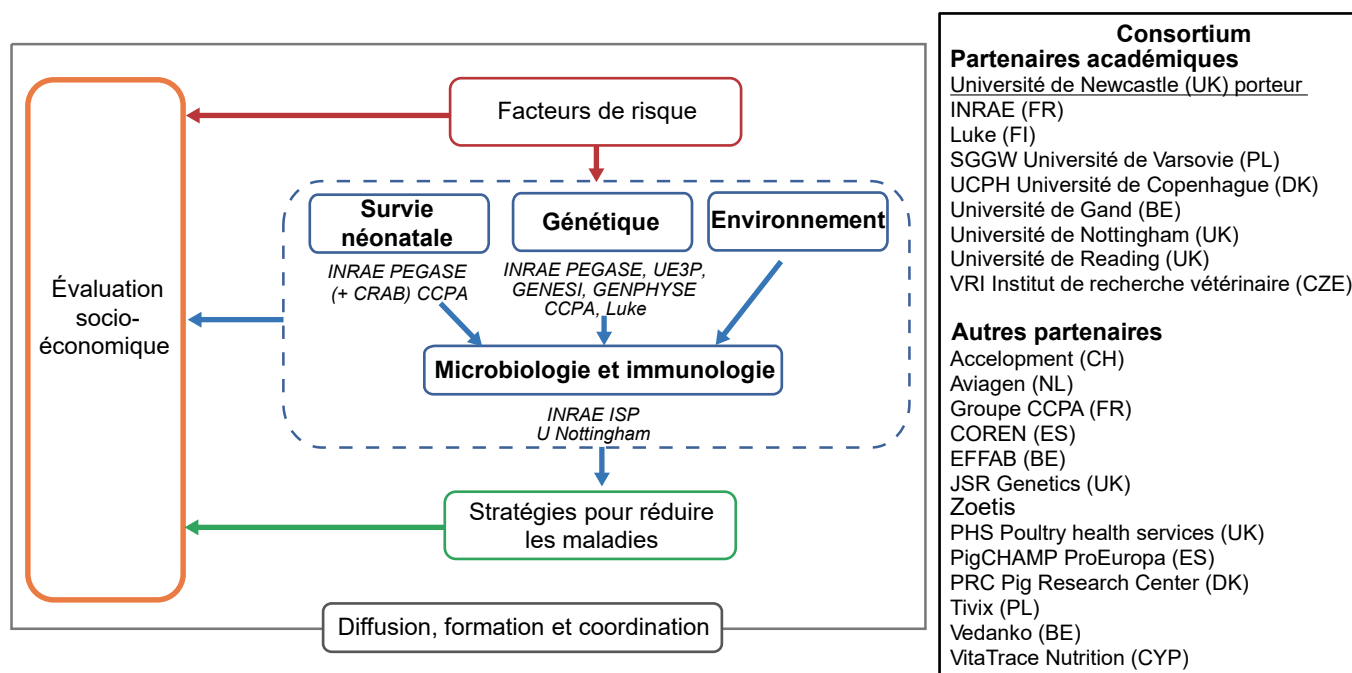 Facteurs de risque
Survie
néonatale
INRAE PEGASE
(+ CRAB) CCPA
Génétique
INRAE PEGASE, UE3P,
GENESI, GENPHYSE
CCPA, Luke
Environnement
Évaluation
socio-
économique
Microbiologie et immunologie
INRAE ISP
U Nottingham
Stratégies pour réduire
les maladies
Diffusion, formation et coordination
Consortium
Partenaires académiques
Université de Newcastle (UK) porteur
INRAE (FR)
Luke (FI)
SGGW Université de Varsovie (PL)
UCPH Université de Copenhague (DK)
Université de Gand (BE)
Université de Nottingham (UK)
Université de Reading (UK)
VRI Institut de recherche vétérinaire (CZE)
Autres partenaires
Accelopment (CH)
Aviagen (NL)
Groupe CCPA (FR)
COREN (ES)
EFFAB (BE)
JSR Genetics (UK)
Zoetis
PHS Poultry health services (UK)
PigCHAMP ProEuropa (ES)
PRC Pig Research Center (DK)
Tivix (PL)
Vedanko (BE)
VitaTrace Nutrition (CYP)